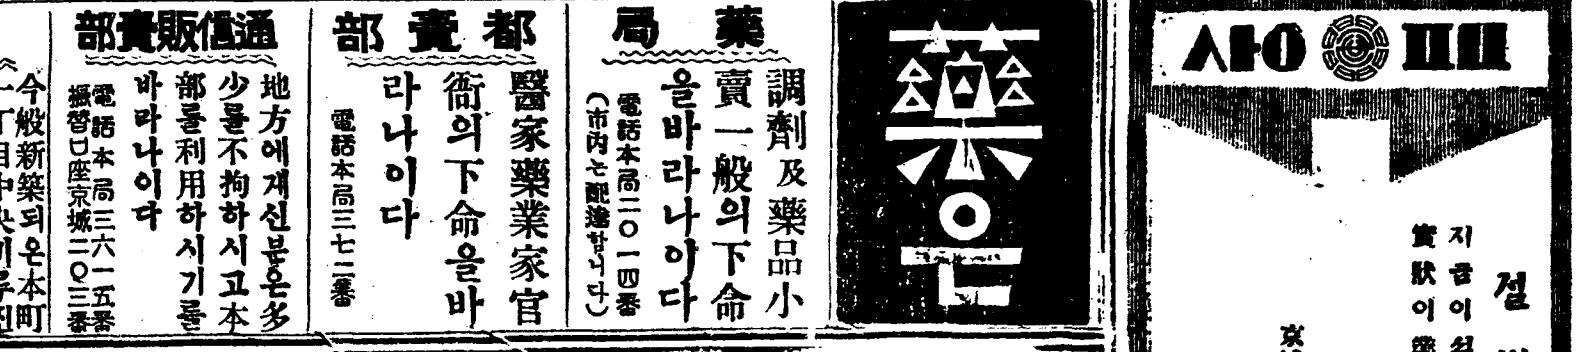 藥局
調劑及藥品小
賣一般의下命
을바라나이다
電話本局二〇一四番
(市內는配達합니다)
都賣部
醫家藥業家官
衙의下命을바
라나이다
電話本局三七二番
通信販賣部
地方에게신분은多
少를不拘하시고本
部를利用하시기를
바라나이다
電話本局三六一五番
振替口座京城二〇三番
今般新築되온本町
지금이
實狀이
절
京